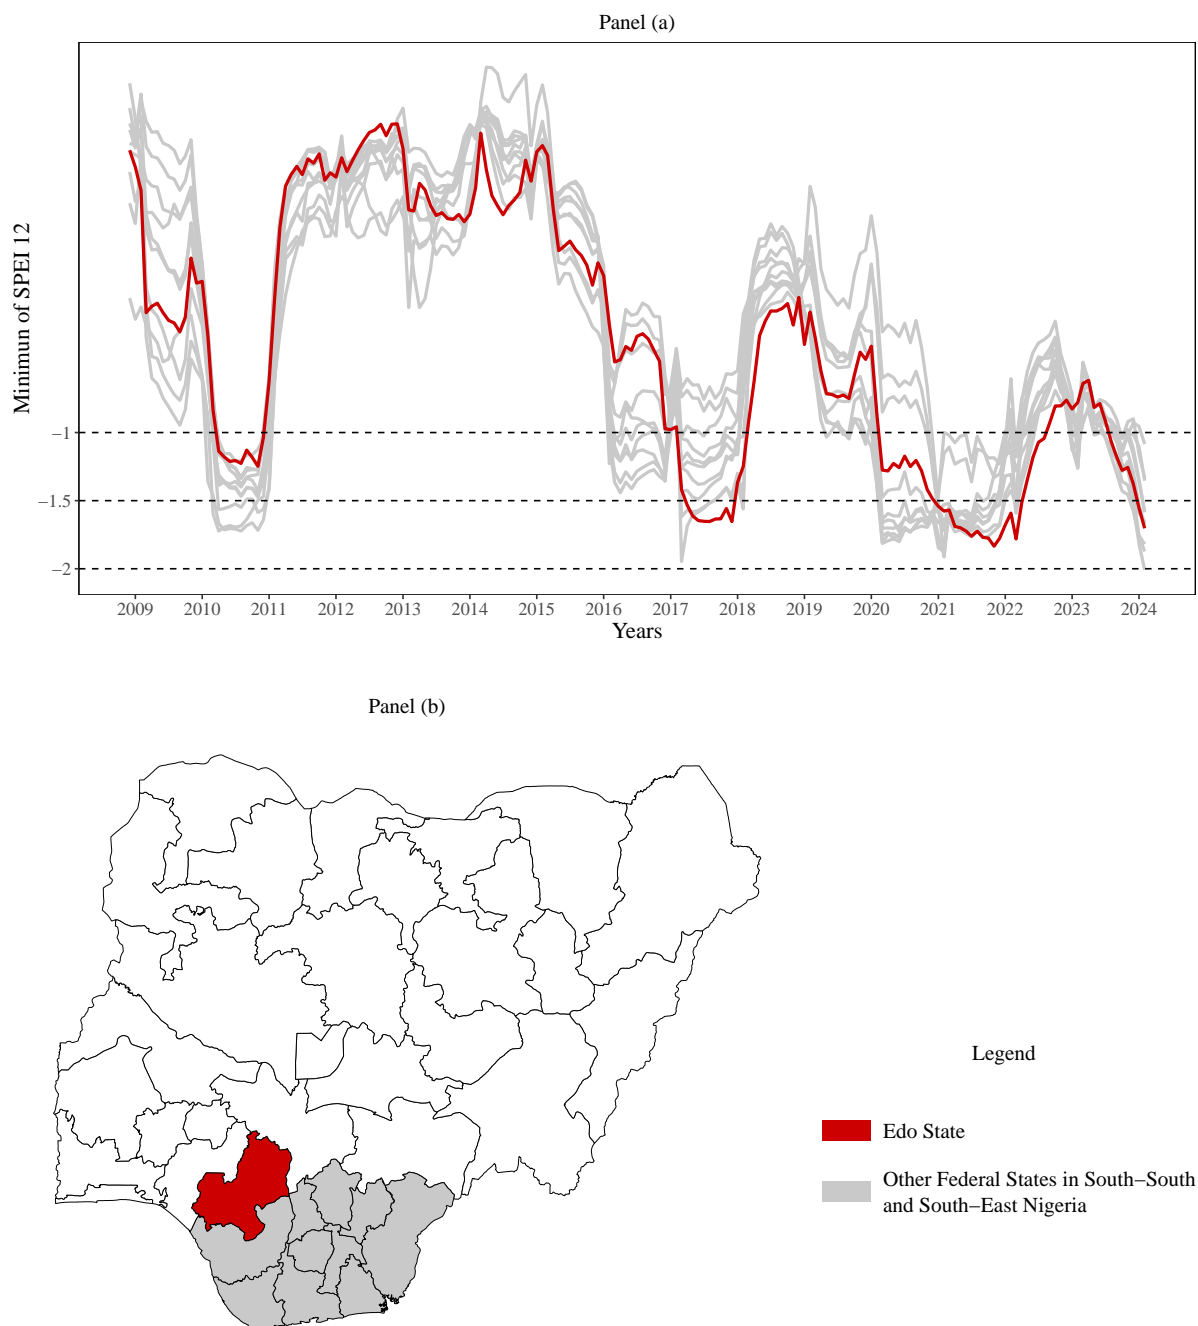 Panel (a)
Minimun of SPEI 12
−1
−1.5
−2
2009 2010 2011 2012 2013 2014 2015 2016 2017 2018 2019 2020 2021 2022 2023 2024
Years
Panel (b)
Legend
Edo State
Other Federal States in South−South
and South−East Nigeria